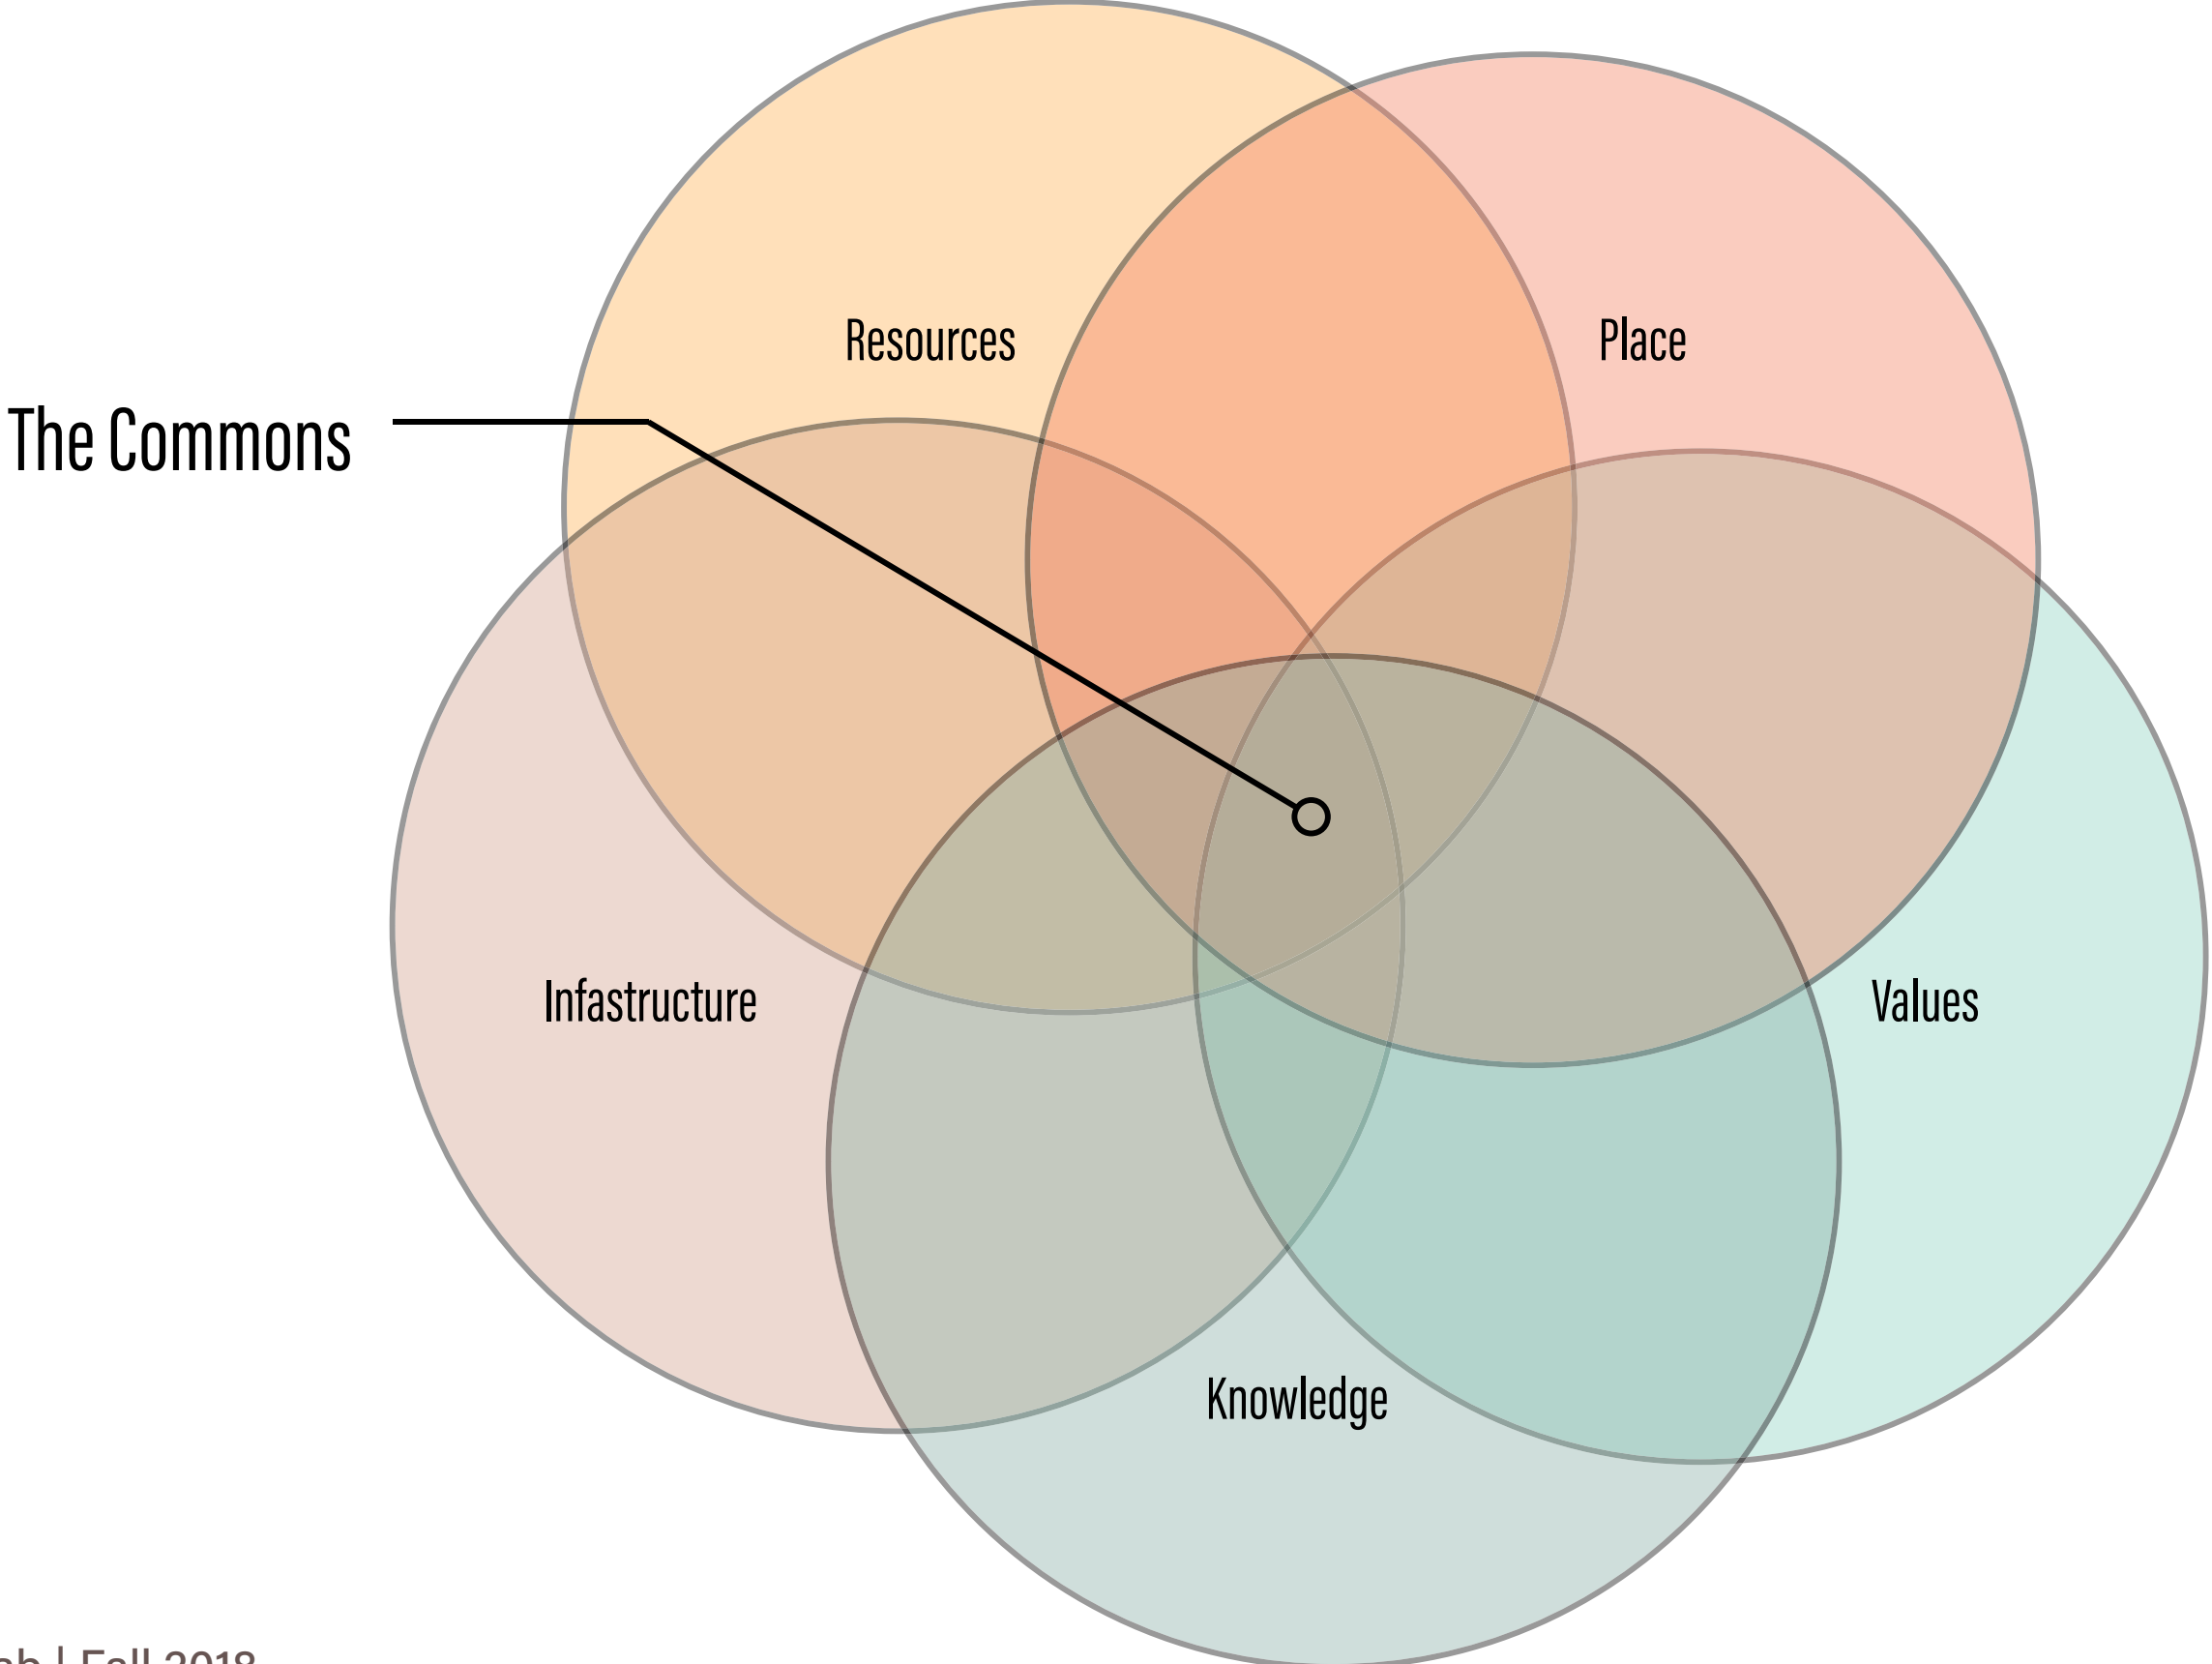 Resources
Place
The Commons
Infastructure
Values
Knowledge
| Fall 2018